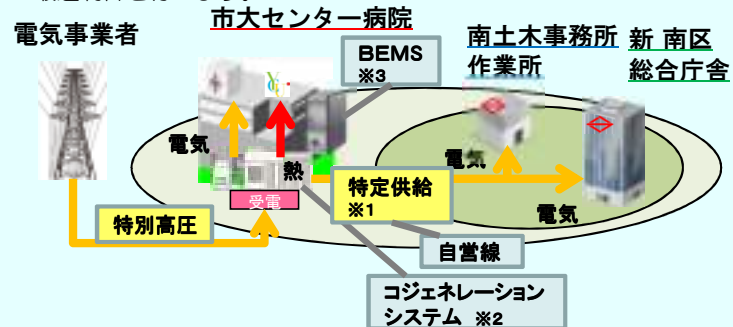 電気事業者
市大センター病院
BEMS
※3
南土木事務所
作業所
新 南区
総合庁舎
電気
熱
受電
特別高圧
特定供給
※1
電気
電気
自営線
コジェネレーション
システム ※2